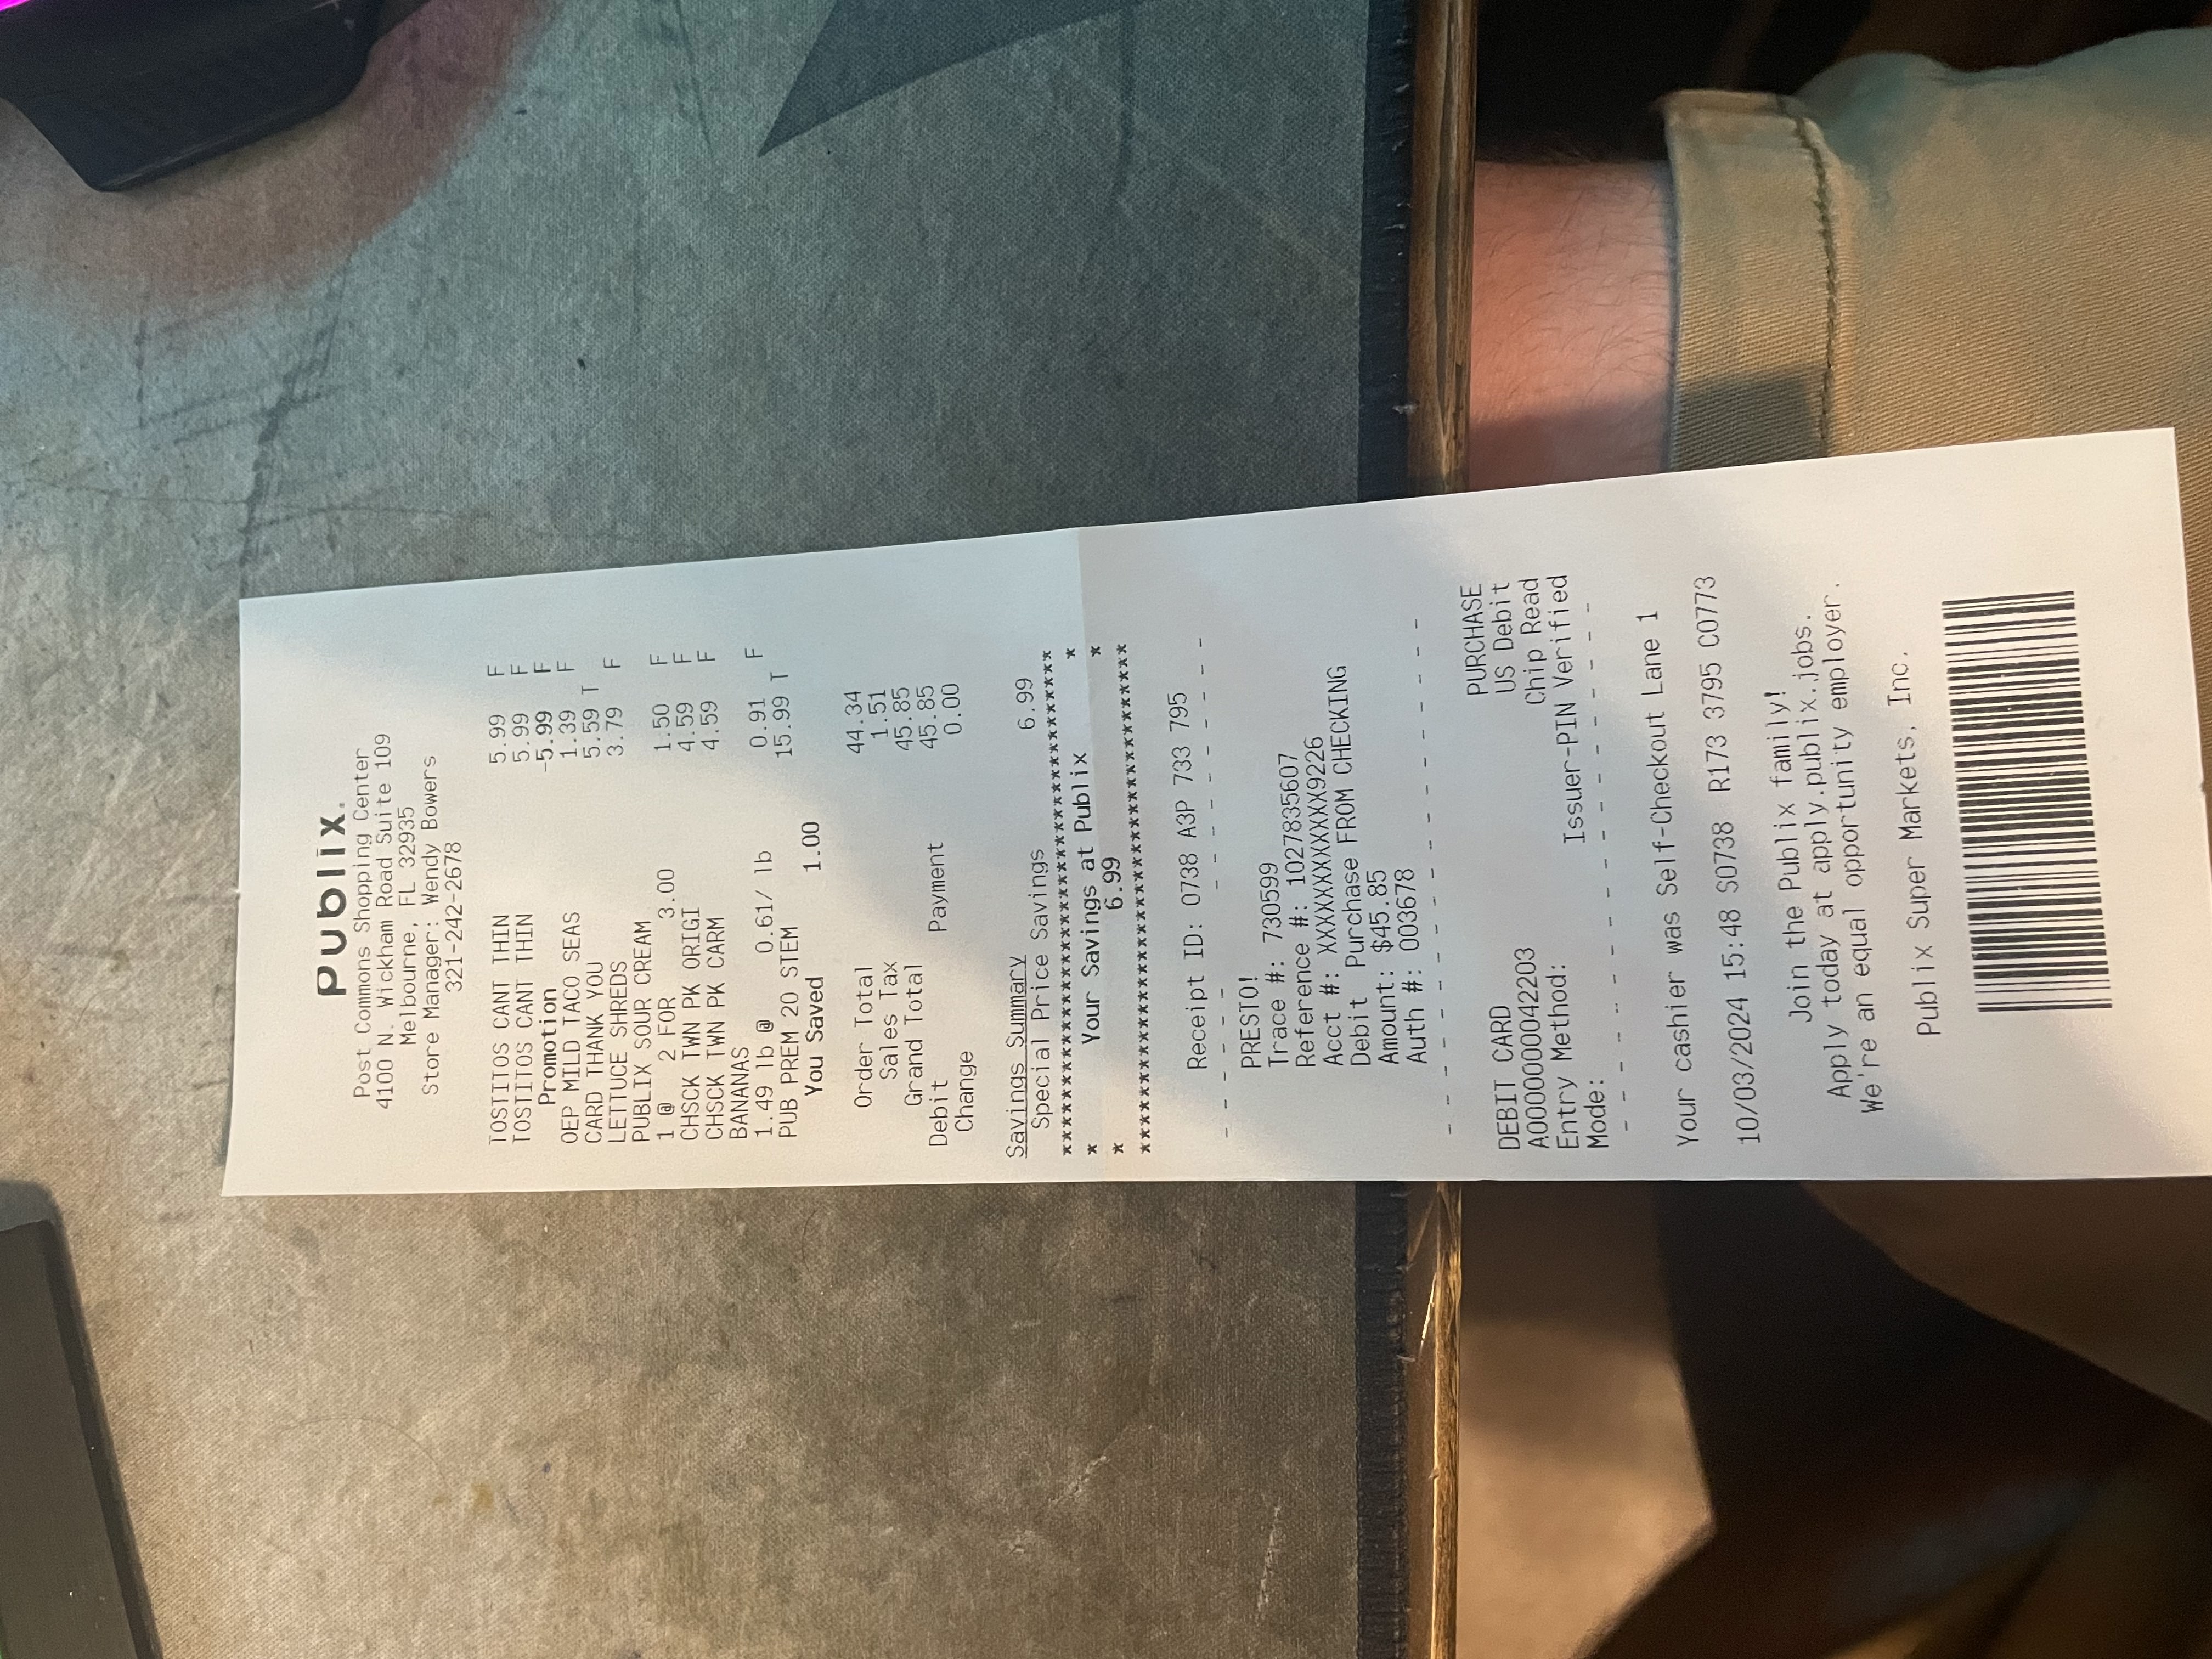 Publix.
Post Commons Shopping Center
4100 N. Wickham Road Suite 109
Melbourne, FL 32935
Store Manager: Wendy Bowers
321-242-2678
TOSTITOS CANT THIN 5.99 F
TOSTITOS CANT THIN 5.99 F
Promotion -5.99 F
OEP MILD TACO SEAS 1.39 F
CARD THANK YOU 5.59 T
LETTUCE SHREDS 3.79 F
PUBLIX SOUR CREAM
1 @ 2 FOR 3.00 1.50 F
CHSCK TWN PK ORIGI 4.59 F
CHSCK TWN PK CARM 4.59 F
BANANAS
1.49 lb @ 0.61/ lb 0.91 F
PUB PREM 20 STEM 15.99 T
You Saved 1.00
Order Total 44.34
Sales Tax 1.51
Grand Total 45.85
Debit Payment 45.85
Change 0.00
Savings Summary
Special Price Savings 6.99
************************************
* Your Savings at Publix *
* 6.99 *
************************************
Receipt ID: 0738 A3P 733 795
- - - - - - - - - - - - - - -
PRESTO!
Trace #: 730599
Reference #: 1027835607
Acct #: XXXXXXXXXXXX9226
Debit Purchase FROM CHECKING
Amount: $45.85
Auth #: 003678
- - - - - - - - - - - - - - - - - - -
DEBIT CARD PURCHASE
A0000000042203 US Debit
Entry Method: Chip Read
Mode: Issuer-PIN Verified
- - - - - - - - - - - - - - - - - - -
Your cashier was Self-Checkout Lane 1
10/03/2024 15:48 S0738 R173 3795 C0773
Join the Publix family!
Apply today at apply.publix.jobs.
We're an equal opportunity employer.
Publix Super Markets, Inc.